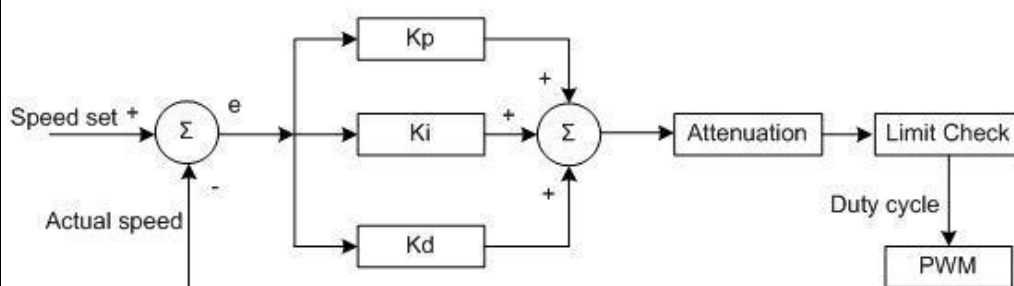 Kp
+
Speed set +
Σ
e
Ki
+
Σ
Attenuation
Limit Check
-
Actual speed
Kd
+
Duty cycle
PWM